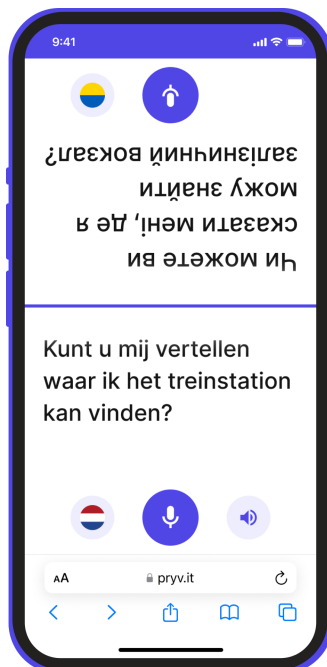 9:41
Чи можете ви
сказати мені, де я
можу знайти
залізничний вокзал?
Kunt u mij vertellen
waar ik het treinstation
kan vinden?
AA pryv.it